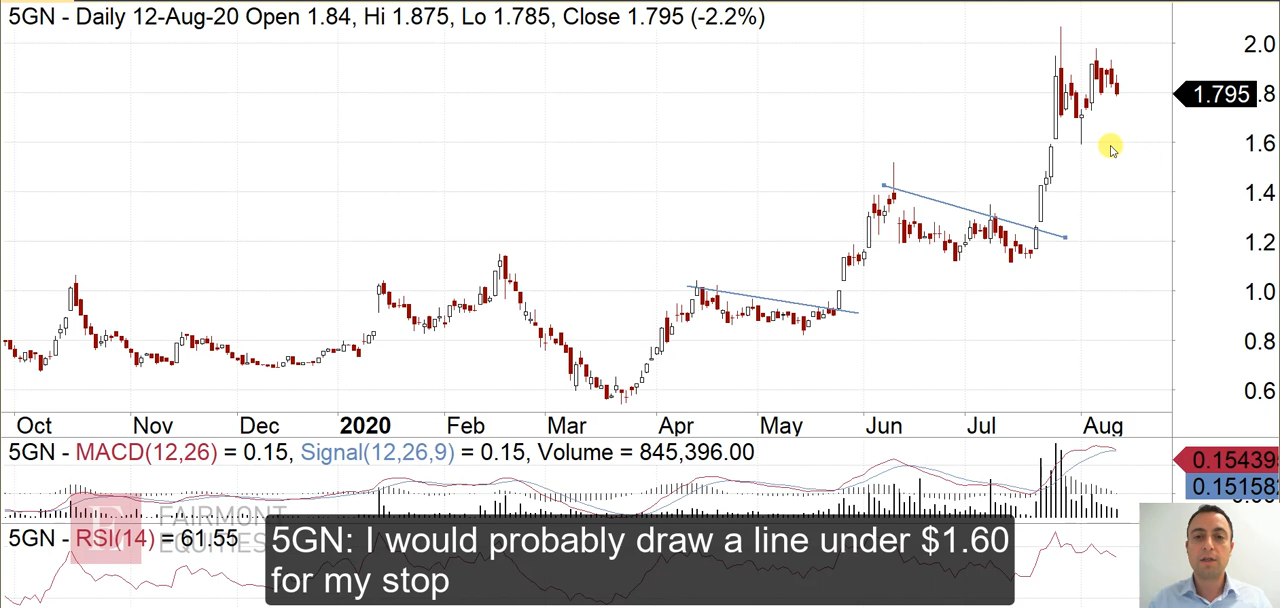 5GN - Daily 12-Aug-20 Open 1.84, Hi 1.875, Lo 1.785, Close 1.795 (-2.2%)
2.0
1.795
.8
1.6
1.4
1.2
1.0
0.8
0.6
Oct Nov Dec 2020 Feb Mar Apr May Jun Jul Aug
5GN - MACD(12,26) = 0.15, Signal(12,26,9) = 0.15, Volume = 845,396.00
0.15439
0.15158
FAIRMONT
EQUITIES
5GN - RSI(14) = 61.55
5GN: I would probably draw a line under $1.60
for my stop